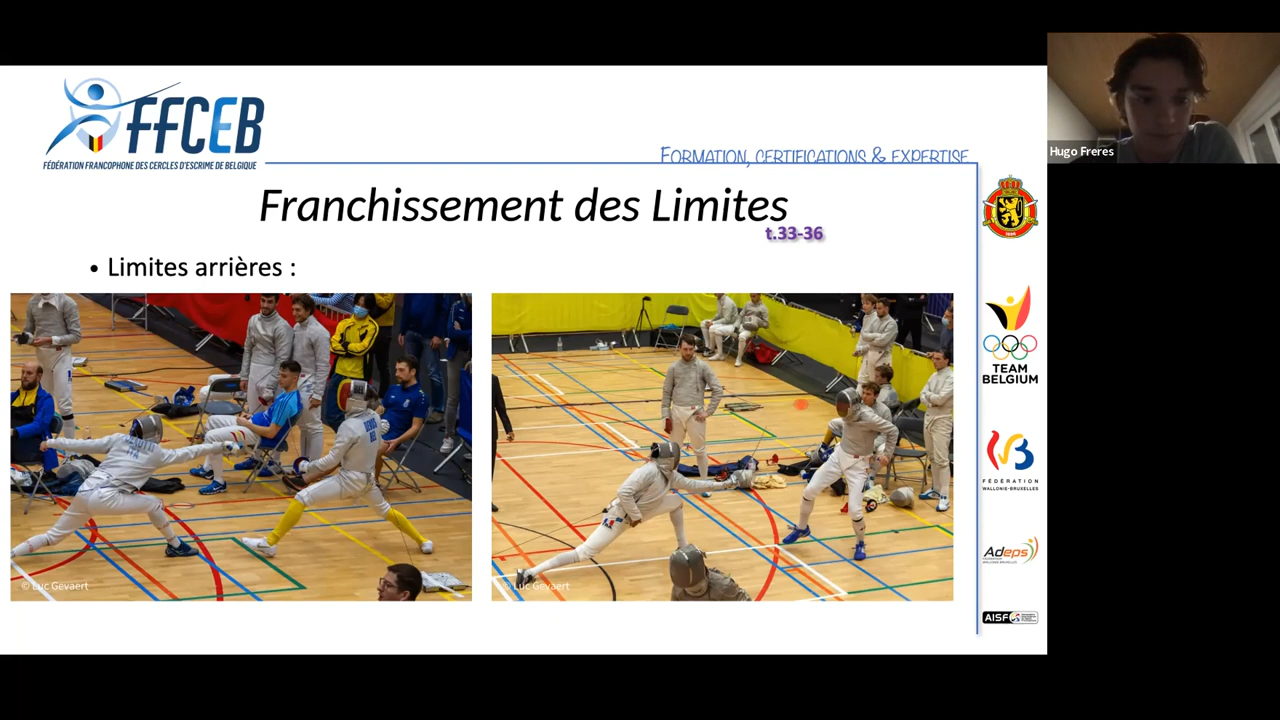 FFCEB
FÉDÉRATION FRANCOPHONE DES CERCLES D'ESCRIME DE BELGIQUE
FORMATION, CERTIFICATIONS & EXPERTISE
Hugo Freres
Franchissement des Limites
t.33-36
• Limites arrières :
TEAM
BELGIUM
FÉDÉRATION
WALLONIE-BRUXELLES
Adeps
AISF
© Luc Gevaert
© Luc Gevaert